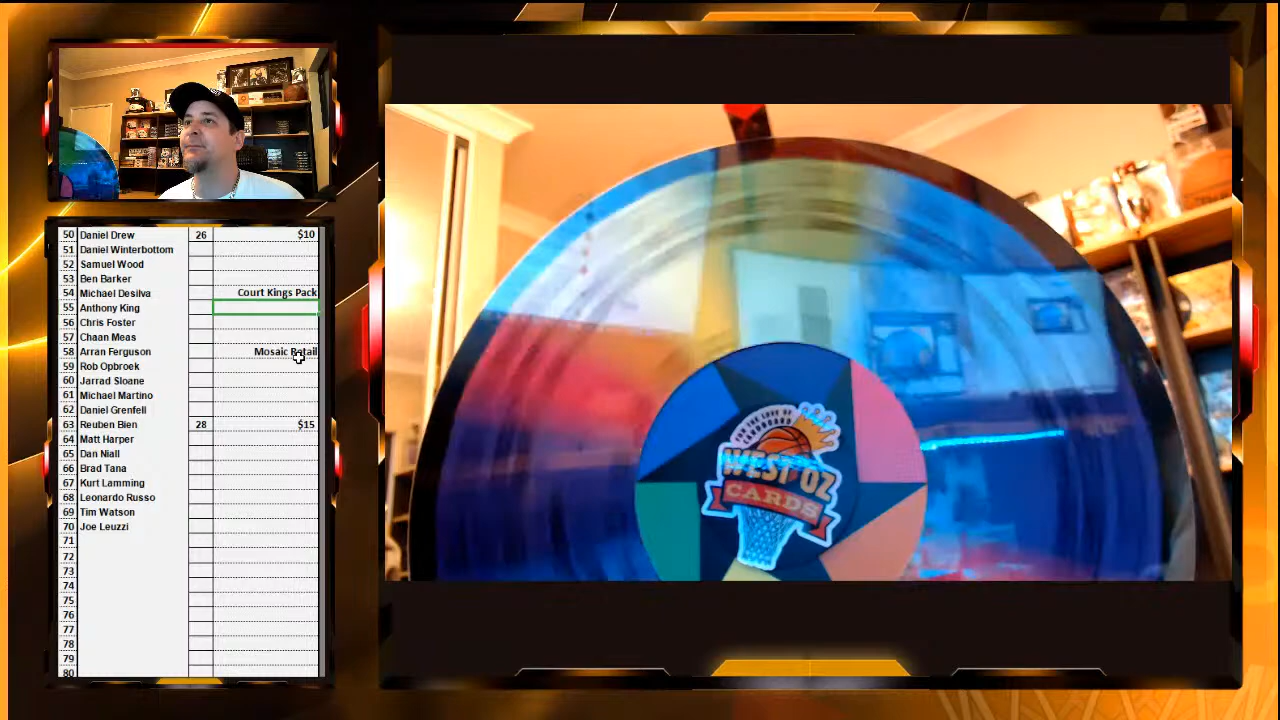 50 Daniel Drew 26 $10
51 Daniel Winterbottom
52 Samuel Wood
53 Ben Barker
54 Michael Desilva Court Kings Pack
55 Anthony King
56 Chris Foster
57 Chaan Meas
58 Arran Ferguson Mosaic Retail
59 Rob Opbroek
60 Jarrad Sloane
61 Michael Martino
62 Daniel Grenfell
63 Reuben Bien 28 $15
64 Matt Harper
65 Dan Niall
66 Brad Tana
67 Kurt Lamming
68 Leonardo Russo
69 Tim Watson
70 Joe Leuzzi
71
72
73
74
75
76
77
78
79
80
FOR THE LOVE OF
CARDBOARD
WEST OZ
CARDS